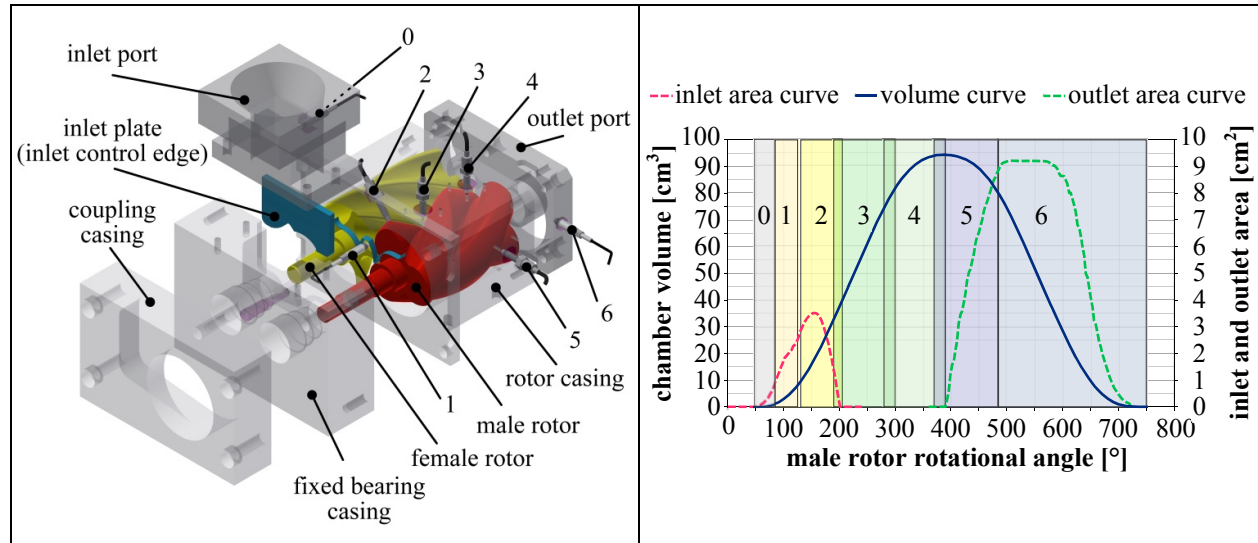 0
inlet port
2
3
4
outlet port
inlet plate
(inlet control edge)
coupling
casing
6
5
rotor casing
1
male rotor
female rotor
fixed bearing
casing
inlet area curve volume curve outlet area curve
chamber volume [cm³]
100
90
80
70
60
50
40
30
20
10
0
0 1 2 3 4 5 6
10
9
8
7
6
5
4
3
2
1
0
inlet and outlet area [cm²]
0 100 200 300 400 500 600 700 800
male rotor rotational angle [°]